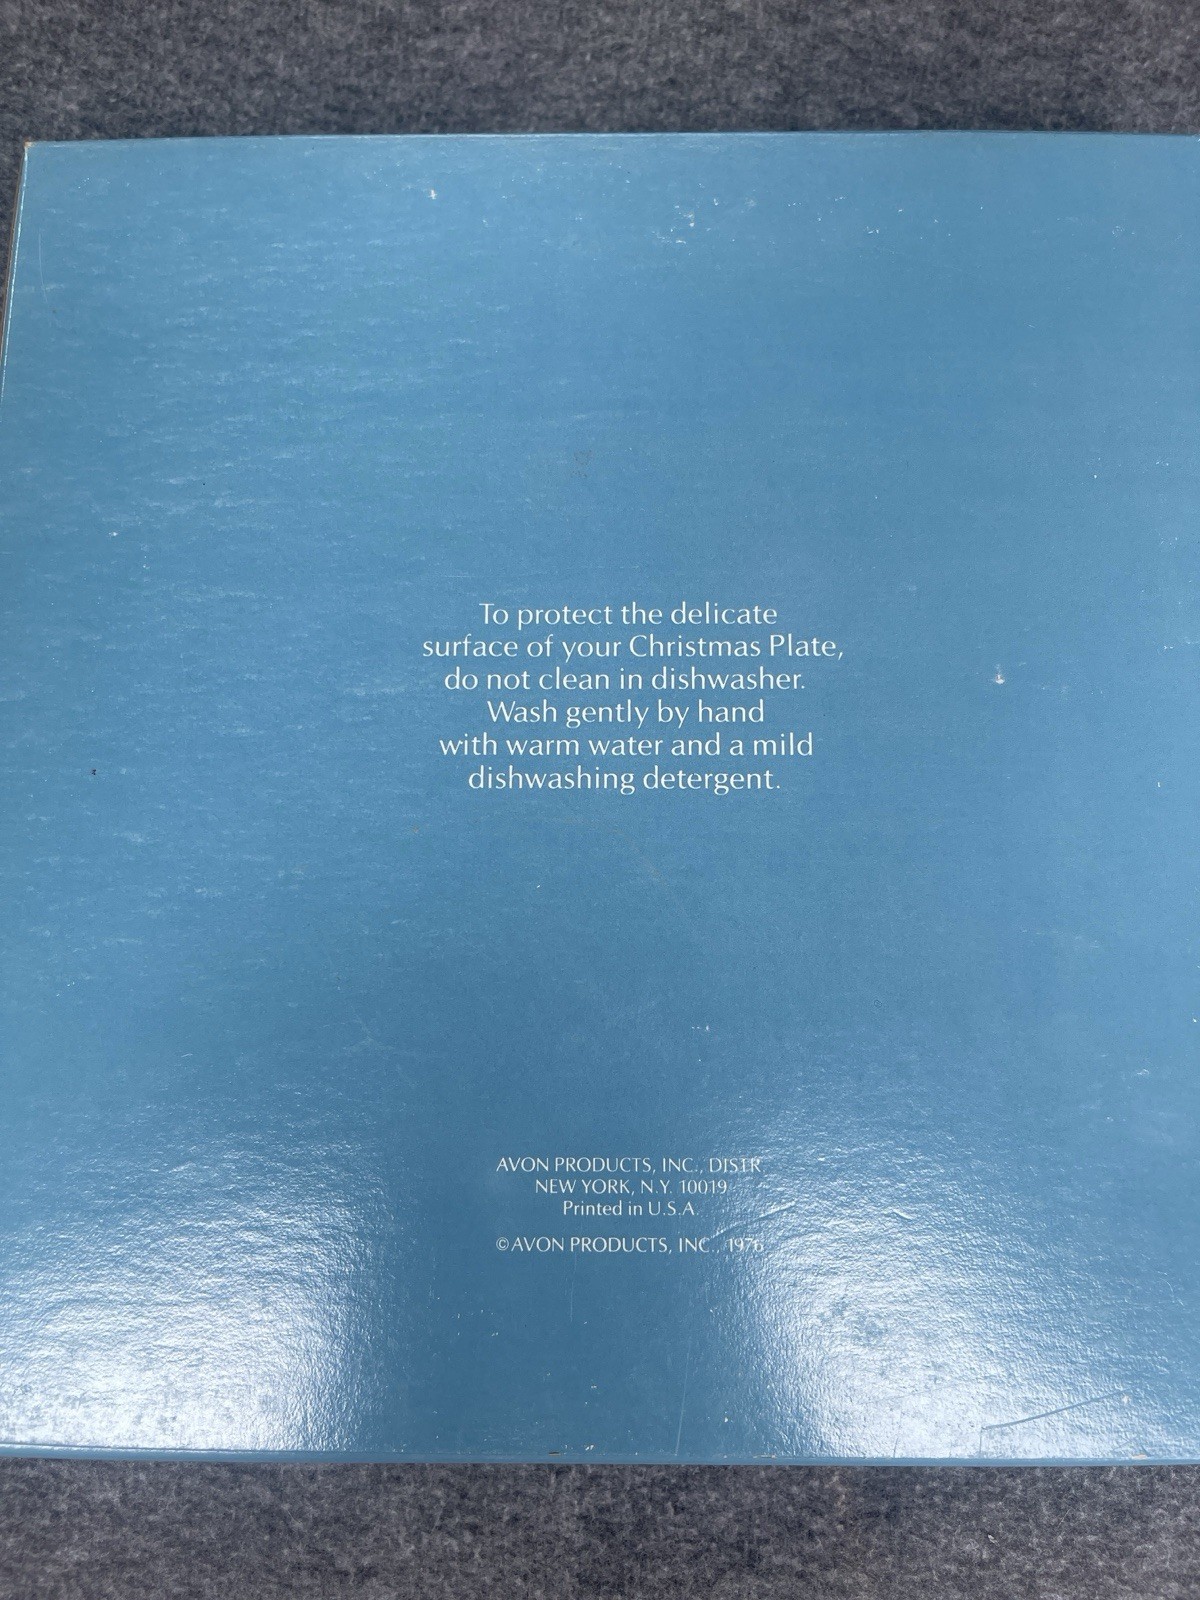 To protect the delicate
surface of your Christmas Plate,
do not clean in dishwasher.
Wash gently by hand
with warm water and a mild
dishwashing detergent.
AVON PRODUCTS, INC., DISTR
NEW YORK, N.Y. 10019
Printed in U.S.A.
©AVON PRODUCTS, INC., 1976